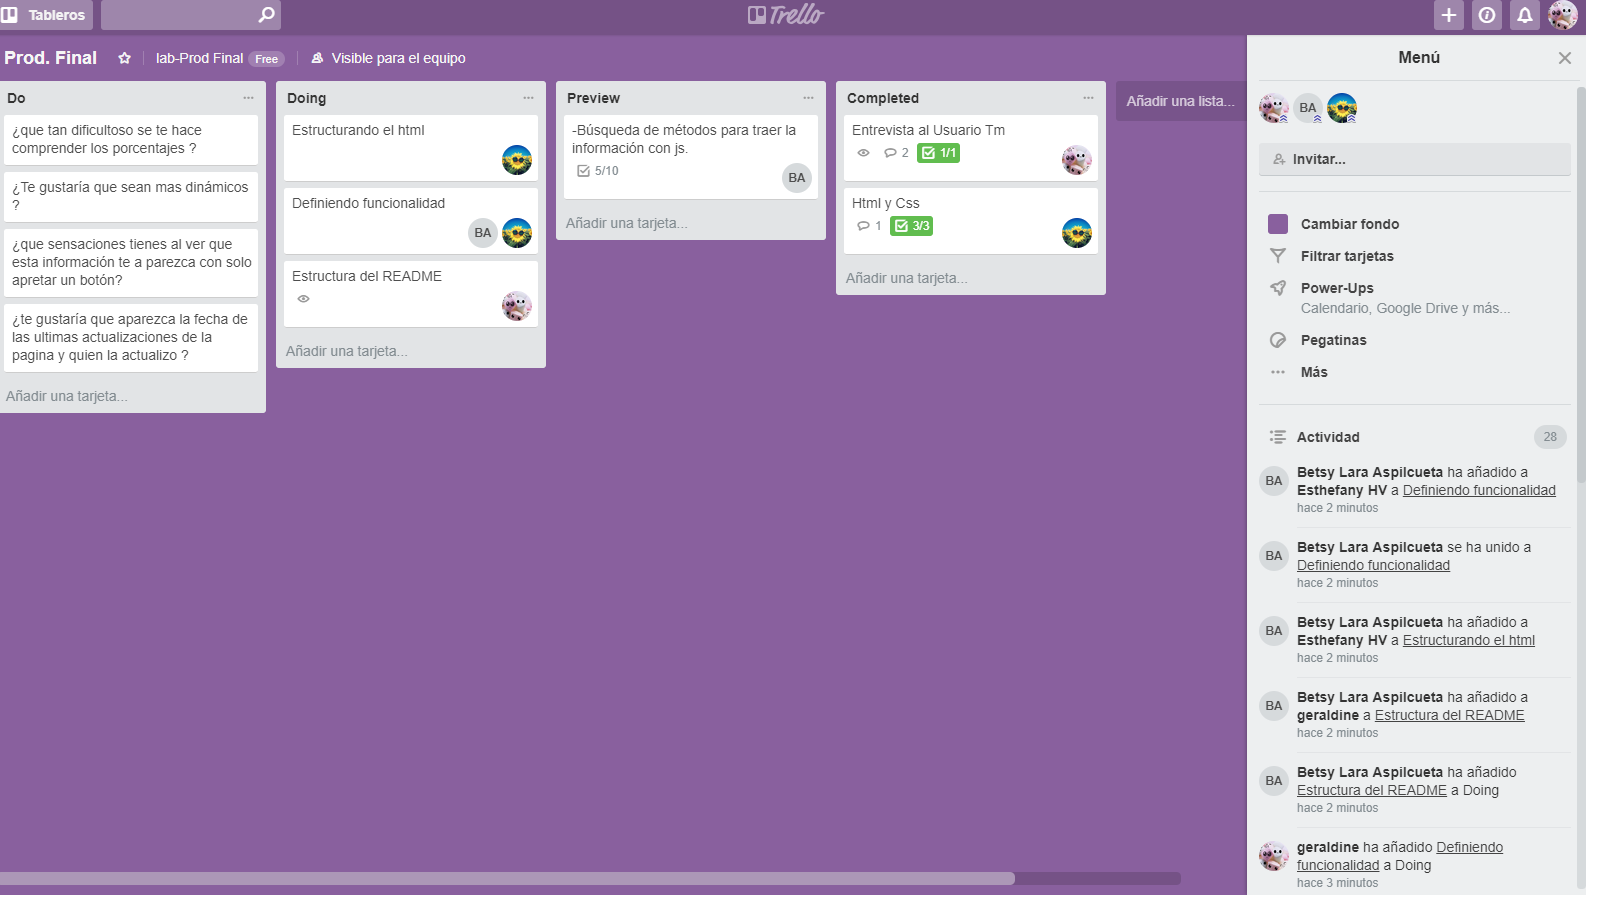 Tableros
Trello
Prod. Final
lab-Prod Final Free
Visible para el equipo
Do
¿que tan dificultoso se te hace
comprender los porcentajes ?
¿Te gustaría que sean mas dinámicos
?
¿que sensaciones tienes al ver que
esta información te a parezca con solo
apretar un botón?
¿te gustaría que aparezca la fecha de
las ultimas actualizaciones de la
pagina y quien la actualizo ?
Añadir una tarjeta...
Doing
Estructurando el html
Definiendo funcionalidad
BA
Estructura del README
Añadir una tarjeta...
Preview
-Búsqueda de métodos para traer la
información con js.
5/10
BA
Añadir una tarjeta...
Completed
Entrevista al Usuario Tm
2 1/1
Html y Css
1 3/3
Añadir una tarjeta...
Añadir una lista...
Menú
BA
Invitar...
Cambiar fondo
Filtrar tarjetas
Power-Ups
Calendario, Google Drive y más...
Pegatinas
Más
Actividad 28
BA
Betsy Lara Aspilcueta ha añadido a
Esthefany HV a Definiendo funcionalidad
hace 2 minutos
BA
Betsy Lara Aspilcueta se ha unido a
Definiendo funcionalidad
hace 2 minutos
BA
Betsy Lara Aspilcueta ha añadido a
Esthefany HV a Estructurando el html
hace 2 minutos
BA
Betsy Lara Aspilcueta ha añadido a
geraldine a Estructura del README
hace 2 minutos
BA
Betsy Lara Aspilcueta ha añadido
Estructura del README a Doing
hace 2 minutos
geraldine ha añadido Definiendo
funcionalidad a Doing
hace 3 minutos